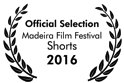 Official Selection
Madeira Film Festival
Shorts
2016